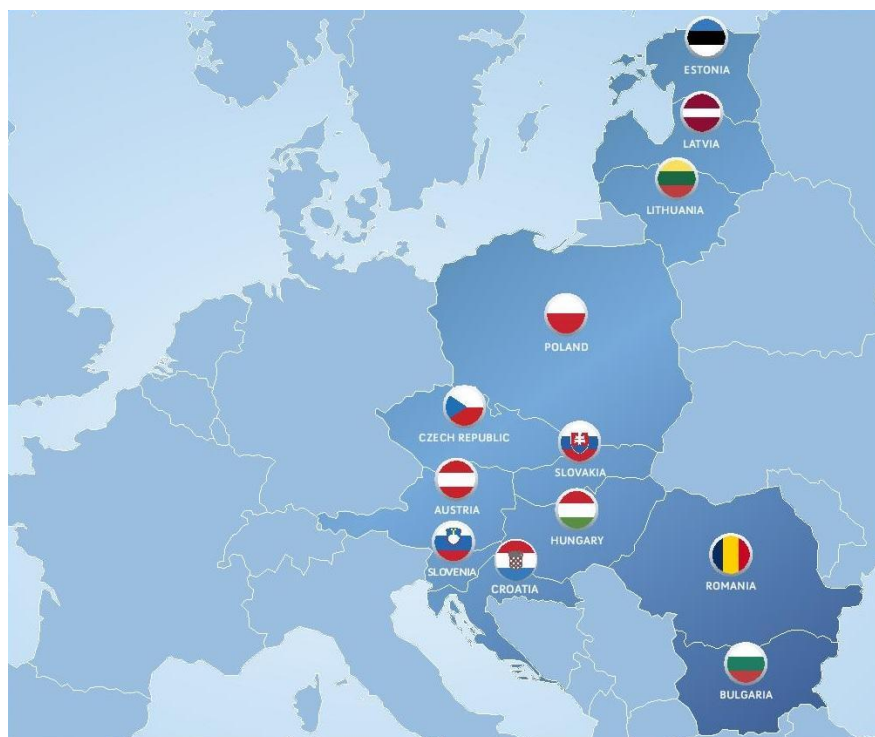 ESTONIA
LATVIA
LITHUANIA
POLAND
CZECH REPUBLIC
SLOVAKIA
AUSTRIA
HUNGARY
SLOVENIA
CROATIA
ROMANIA
BULGARIA